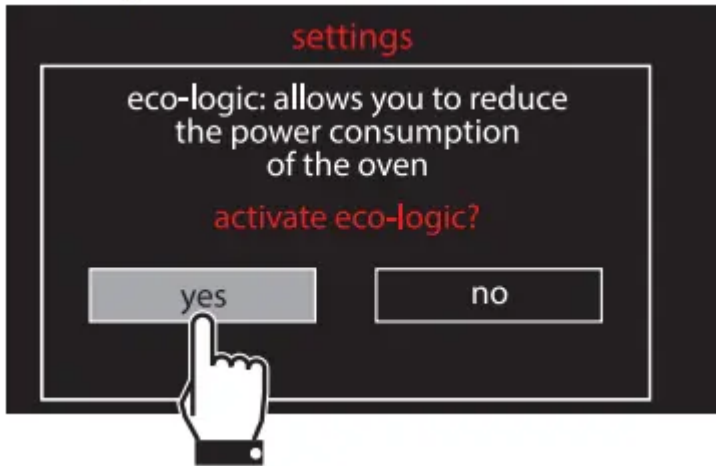 settings
eco-logic: allows you to reduce
the power consumption
of the oven
activate eco-logic?
yes
no